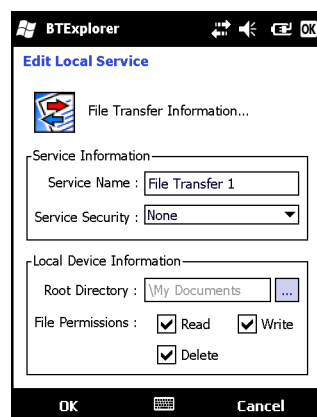 BTExplorer OK
Edit Local Service
File Transfer Information...
Service Information
Service Name : File Transfer 1
Service Security : None
Local Device Information
Root Directory : \My Documents ...
File Permissions : Read Write
Delete
OK Cancel